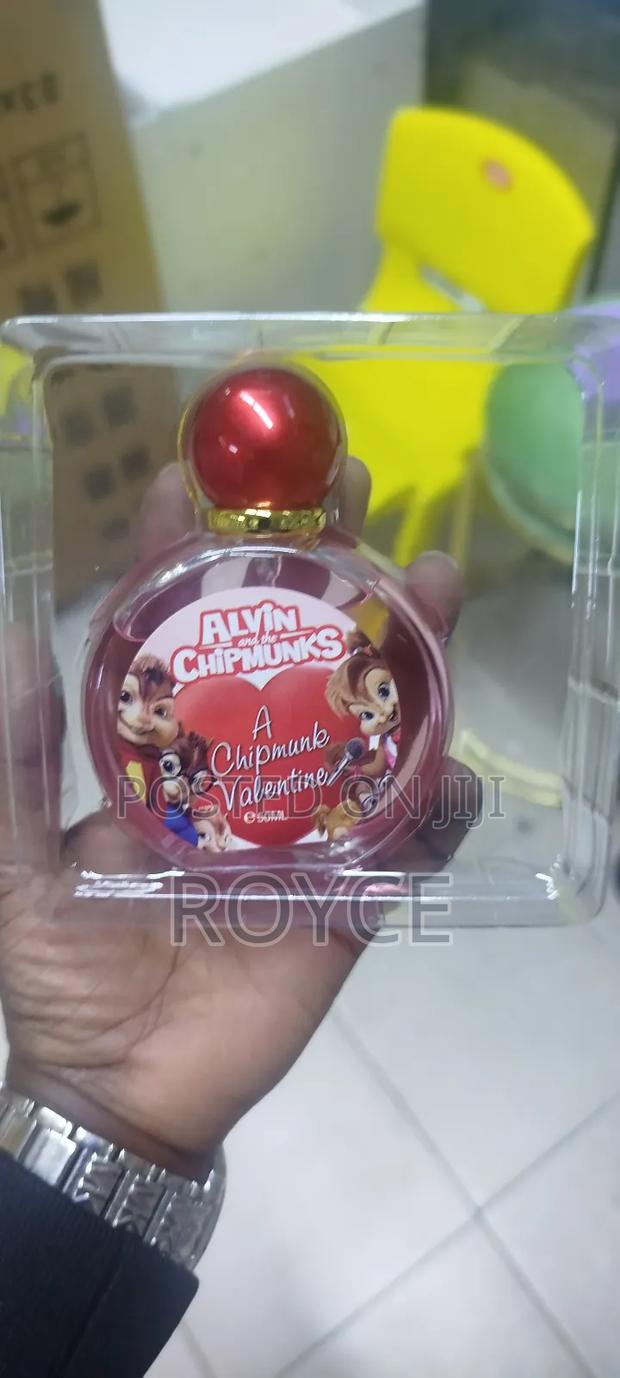 ALVIN
and the
CHIPMUNKS
A
Chipmunk
Valentine
e 50ML
POSTED ON JIJI
ROYCE